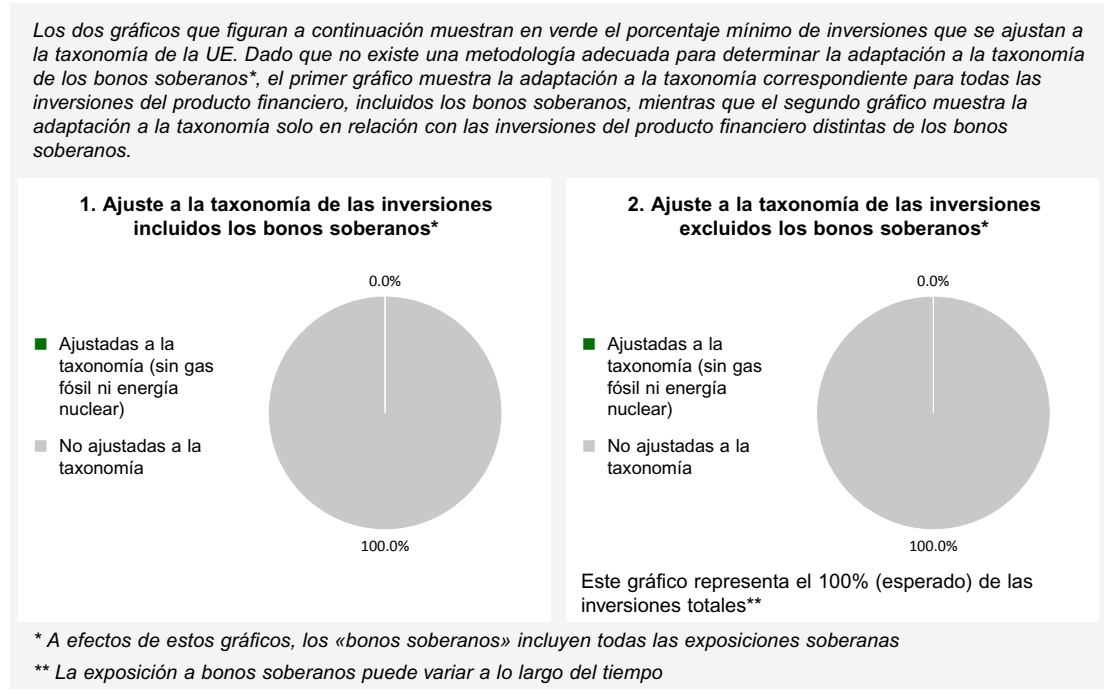 Los dos gráficos que figuran a continuación muestran en verde el porcentaje mínimo de inversiones que se ajustan a
la taxonomía de la UE. Dado que no existe una metodología adecuada para determinar la adaptación a la taxonomía
de los bonos soberanos*, el primer gráfico muestra la adaptación a la taxonomía correspondiente para todas las
inversiones del producto financiero, incluidos los bonos soberanos, mientras que el segundo gráfico muestra la
adaptación a la taxonomía solo en relación con las inversiones del producto financiero distintas de los bonos
soberanos.
1. Ajuste a la taxonomía de las inversiones
incluidos los bonos soberanos*
0.0%
Ajustadas a la
taxonomía (sin gas
fósil ni energía
nuclear)
No ajustadas a la
taxonomía
100.0%
2. Ajuste a la taxonomía de las inversiones
excluidos los bonos soberanos*
0.0%
Ajustadas a la
taxonomía (sin gas
fósil ni energía
nuclear)
No ajustadas a la
taxonomía
100.0%
Este gráfico representa el 100% (esperado) de las
inversiones totales**
* A efectos de estos gráficos, los «bonos soberanos» incluyen todas las exposiciones soberanas
** La exposición a bonos soberanos puede variar a lo largo del tiempo